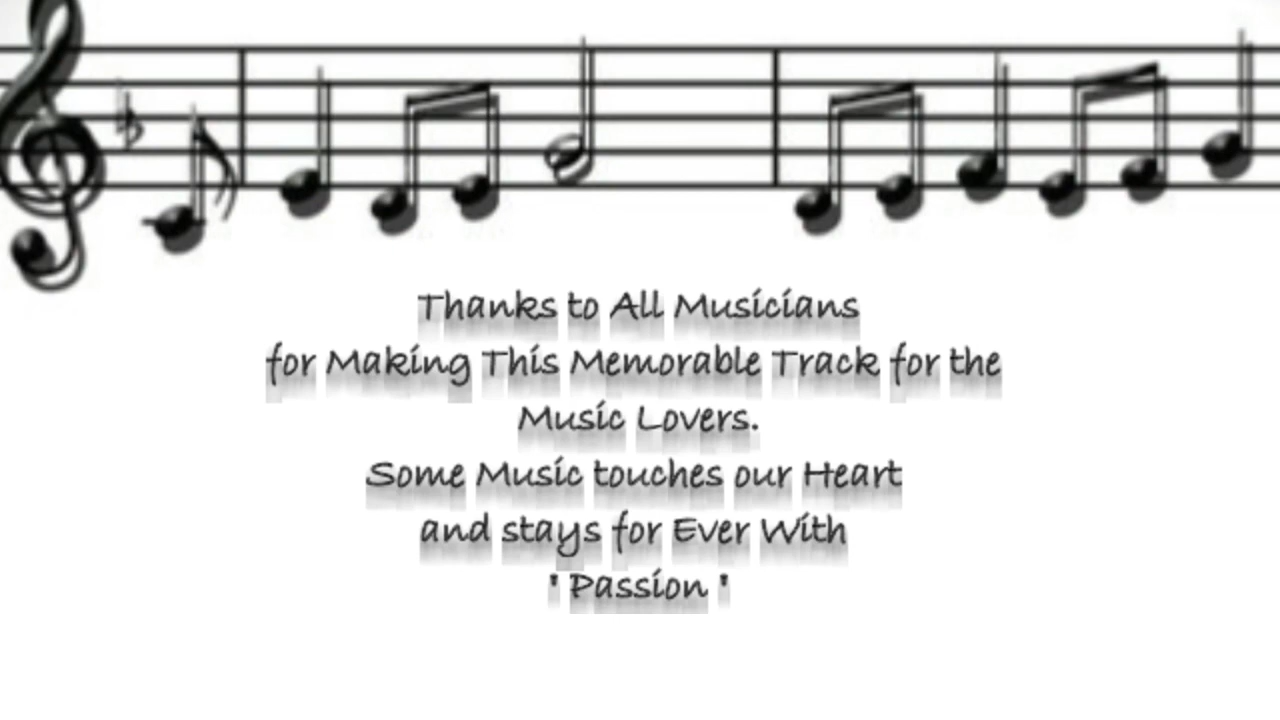 Thanks to All Musicians
for Making This Memorable Track for the
Music Lovers.
Some Music touches our Heart
and stays for Ever With
" Passion "